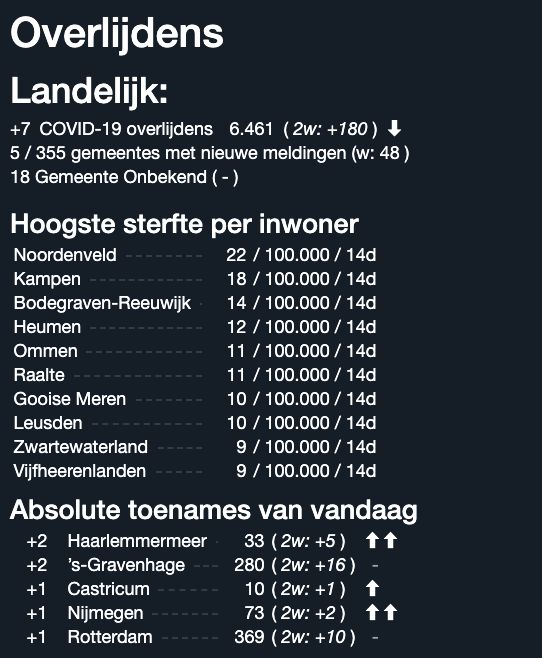 Overlijdens
Landelijk:
+7 COVID-19 overlijdens 6.461 ( 2w: +180 ) ⬇
5 / 355 gemeentes met nieuwe meldingen (w: 48 )
18 Gemeente Onbekend ( - )
Hoogste sterfte per inwoner
Noordenveld ------- 22 / 100.000 / 14d
Kampen ---------- 18 / 100.000 / 14d
Bodegraven-Reeuwijk - 14 / 100.000 / 14d
Heumen ---------- 12 / 100.000 / 14d
Ommen ---------- 11 / 100.000 / 14d
Raalte ----------- 11 / 100.000 / 14d
Gooise Meren ------ 10 / 100.000 / 14d
Leusden ---------- 10 / 100.000 / 14d
Zwartewaterland ---- 9 / 100.000 / 14d
Vijfheerenlanden ---- 9 / 100.000 / 14d
Absolute toenames van vandaag
+2 Haarlemmermeer - 33 ( 2w: +5 ) ⬆⬆
+2 's-Gravenhage --- 280 ( 2w: +16 ) -
+1 Castricum ------ 10 ( 2w: +1 ) ⬆
+1 Nijmegen ------ 73 ( 2w: +2 ) ⬆⬆
+1 Rotterdam ------ 369 ( 2w: +10 ) -